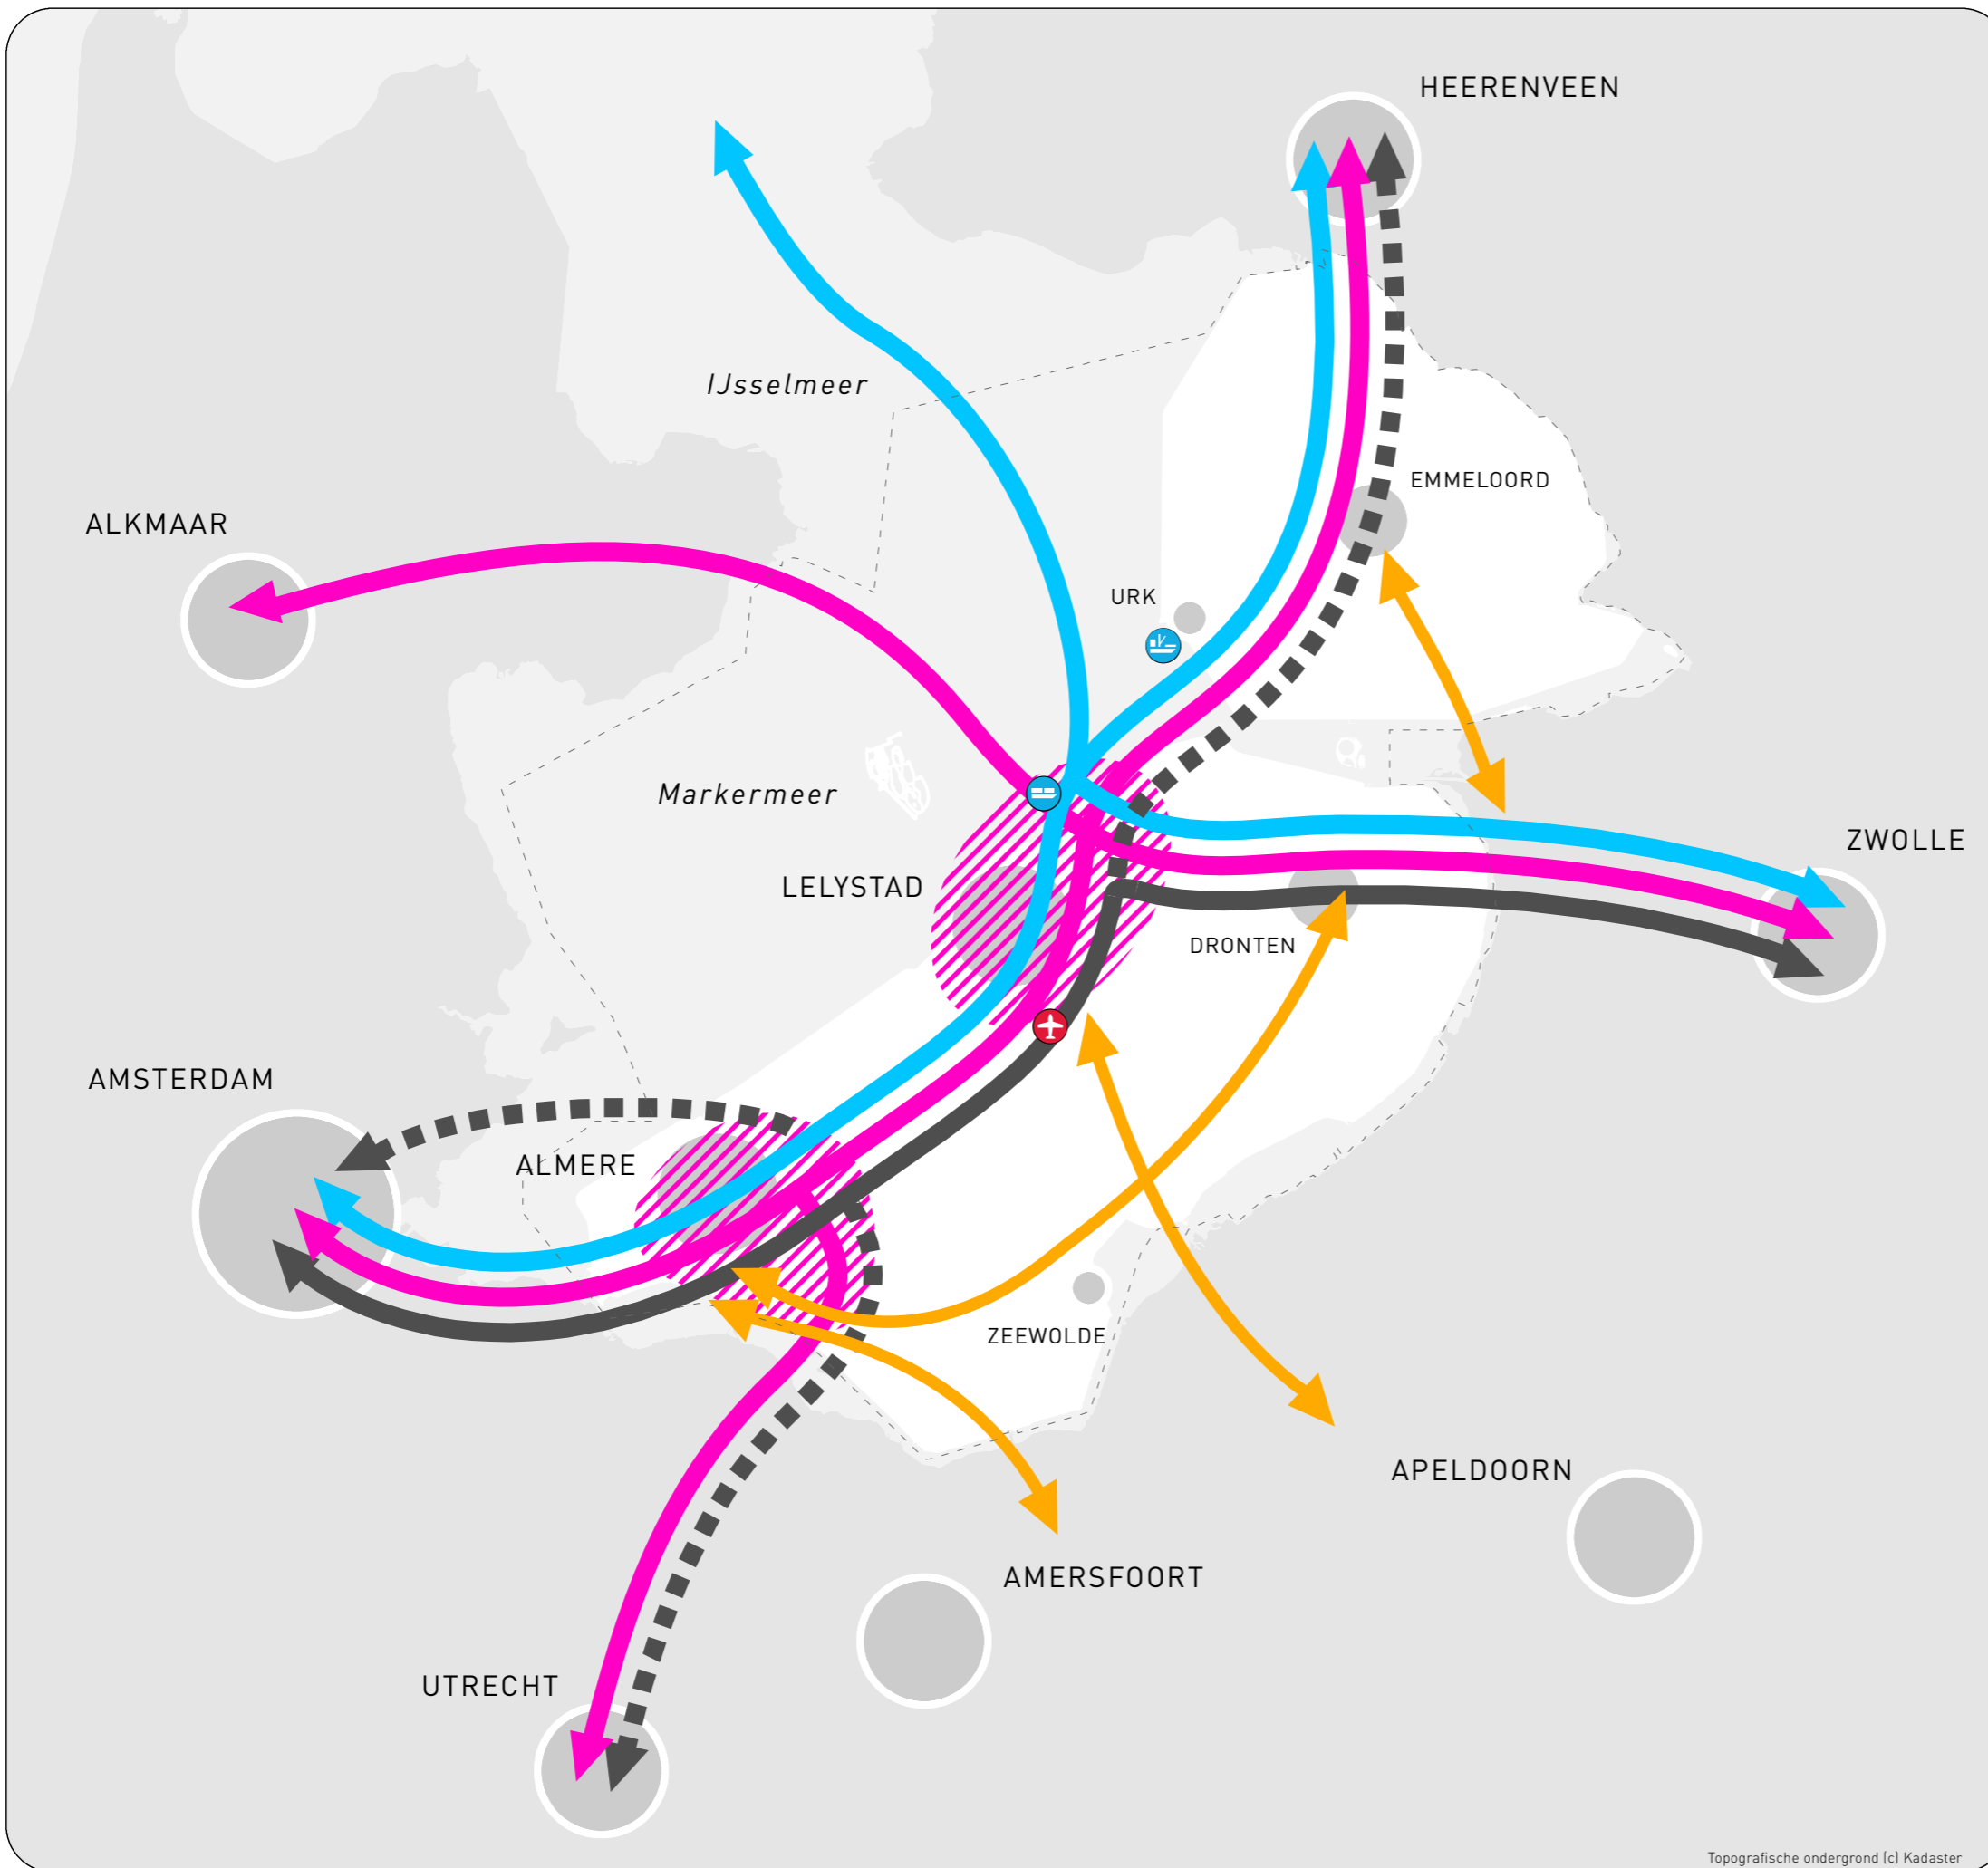 HEERENVEEN
IJsselmeer
EMMELOORD
ALKMAAR
URK
Markermeer
ZWOLLE
LELYSTAD
DRONTEN
AMSTERDAM
ALMERE
ZEEWOLDE
APELDOORN
AMERSFOORT
UTRECHT
Topografische ondergrond (c) Kadaster